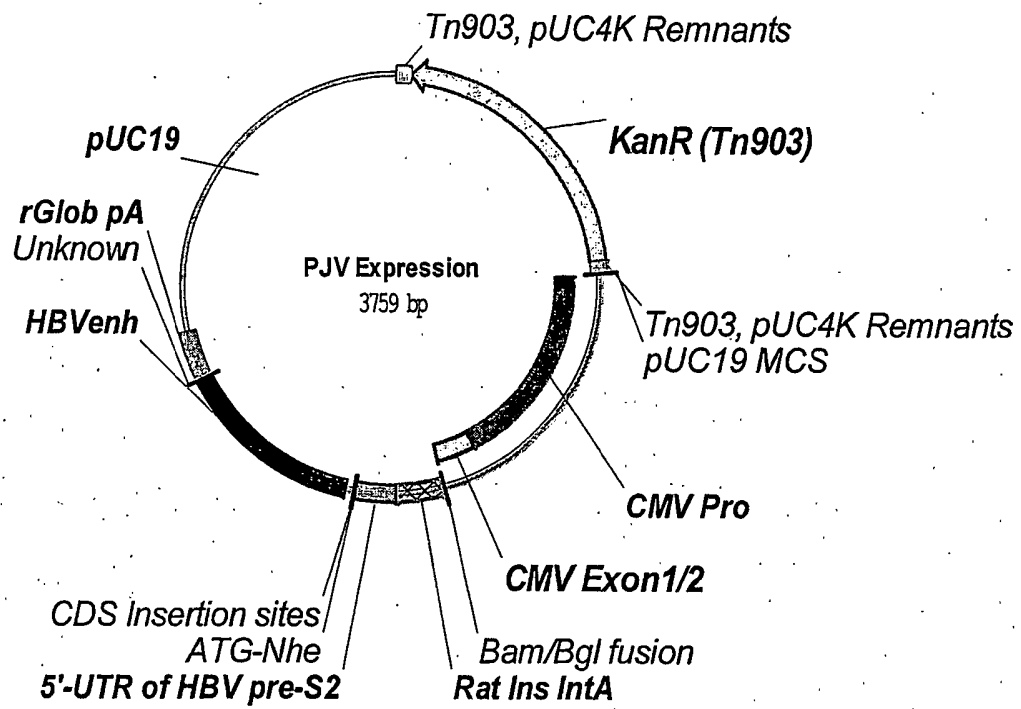 Tn903, pUC4K Remnants
KanR (Tn903)
pUC19
rGlob pA
Unknown
HBVenh
PJV Expression
3759 bp
Tn903, pUC4K Remnants
pUC19 MCS
CMV Pro
CMV Exon1/2
CDS Insertion sites
ATG-Nhe
5'-UTR of HBV pre-S2
Bam/Bgl fusion
Rat Ins IntA